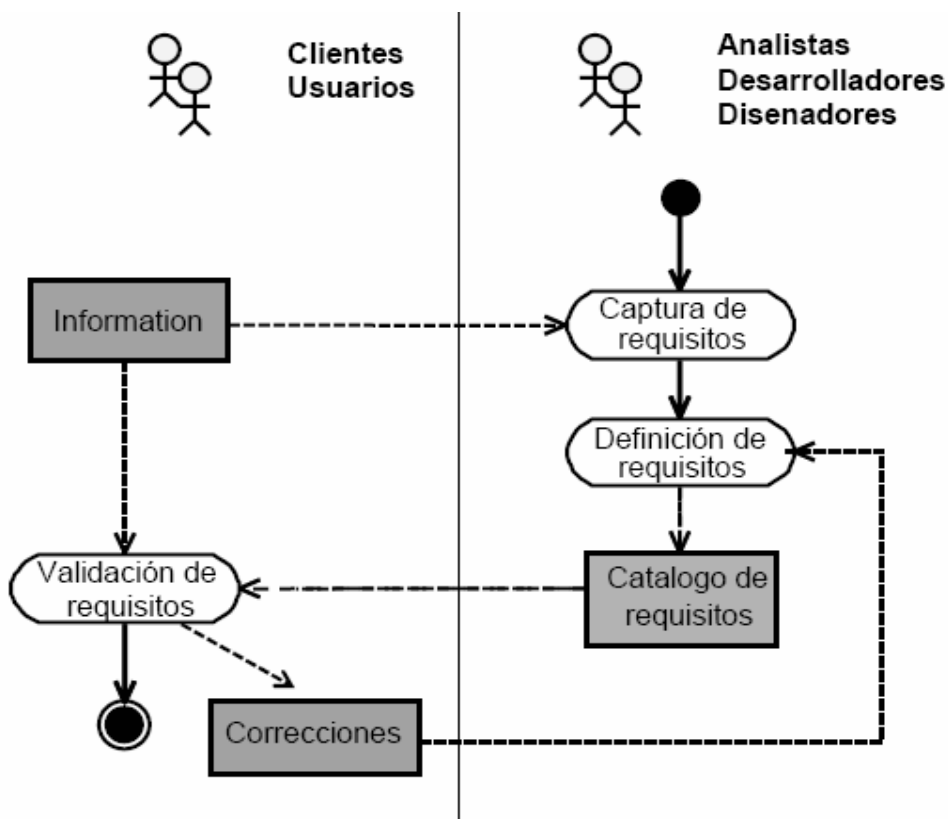 Clientes
Usuarios
Analistas
Desarrolladores
Disenadores
Information
Captura de
requisitos
Definición de
requisitos
Validación de
requisitos
Catalogo de
requisitos
Correcciones